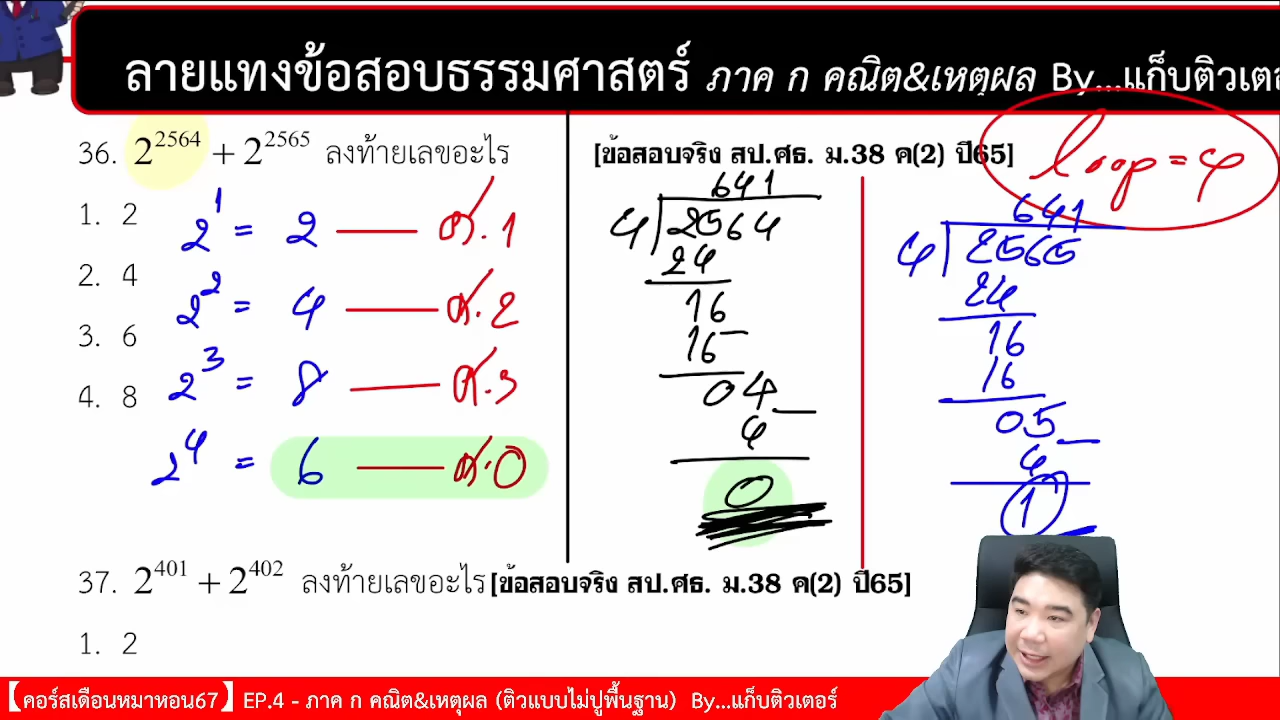 ลายแทงข้อสอบธรรมศาสตร์ ภาค ก คณิต&เหตุผล By...แก็บติวเตอ
36. 2^2564 + 2^2565 ลงท้ายเลขอะไร [ข้อสอบจริง สป.ศธ. ม.38 ค(2) ปี65]
loop = 4
1. 2
2. 4
3. 6
4. 8
2^1 = 2 — ศ.1
2^2 = 4 — ศ.2
2^3 = 8 — ศ.3
2^4 = 6 — ศ.0
641
4 2564
24
16
16
04
4
0
641
4 2565
24
16
16
05
4
1
37. 2^401 + 2^402 ลงท้ายเลขอะไร [ข้อสอบจริง สป.ศธ. ม.38 ค(2) ปี65]
1. 2
【คอร์สเดือนหมาหอน67】 EP.4 - ภาค ก คณิต&เหตุผล (ติวแบบไม่ปูพื้นฐาน) By...แก็บติวเตอร์